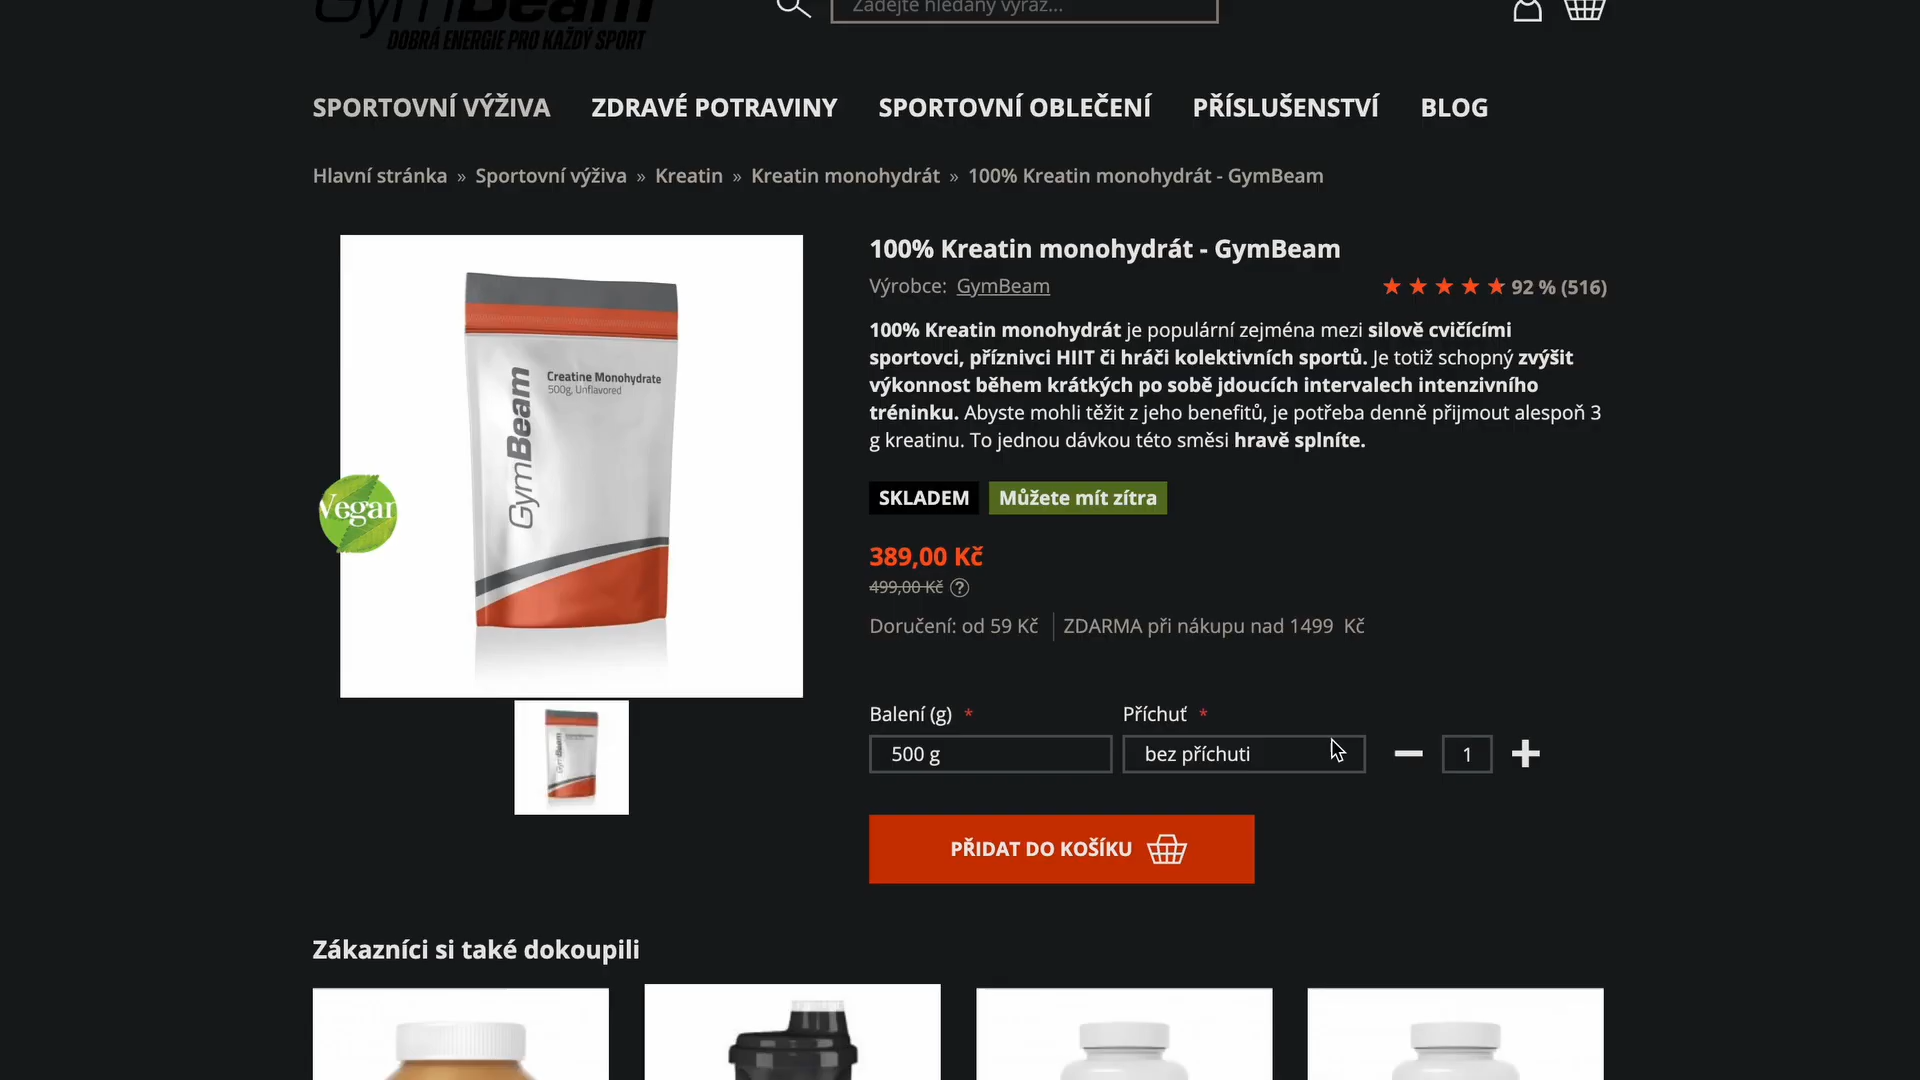 GymBeam
DOBRÁ ENERGIE PRO KAŽDÝ SPORT
Zadejte hledaný výraz...
SPORTOVNÍ VÝŽIVA ZDRAVÉ POTRAVINY SPORTOVNÍ OBLEČENÍ PŘÍSLUŠENSTVÍ BLOG
Hlavní stránka » Sportovní výživa » Kreatin » Kreatin monohydrát » 100% Kreatin monohydrát - GymBeam
100% Kreatin monohydrát - GymBeam
Výrobce: GymBeam
92 % (516)
100% Kreatin monohydrát je populární zejména mezi silově cvičícími
sportovci, příznivci HIIT či hráči kolektivních sportů. Je totiž schopný zvýšit
výkonnost během krátkých po sobě jdoucích intervalech intenzivního
tréninku. Abyste mohli těžit z jeho benefitů, je potřeba denně přijmout alespoň 3
g kreatinu. To jednou dávkou této směsi hravě splníte.
Creatine Monohydrate
500g, Unflavored
GymBeam
Vegan
SKLADEM Můžete mít zítra
389,00 Kč
499,00 Kč ?
Doručení: od 59 Kč ZDARMA při nákupu nad 1499 Kč
Balení (g) * Příchuť *
500 g bez příchuti 1
PŘIDAT DO KOŠÍKU
Zákazníci si také dokoupili